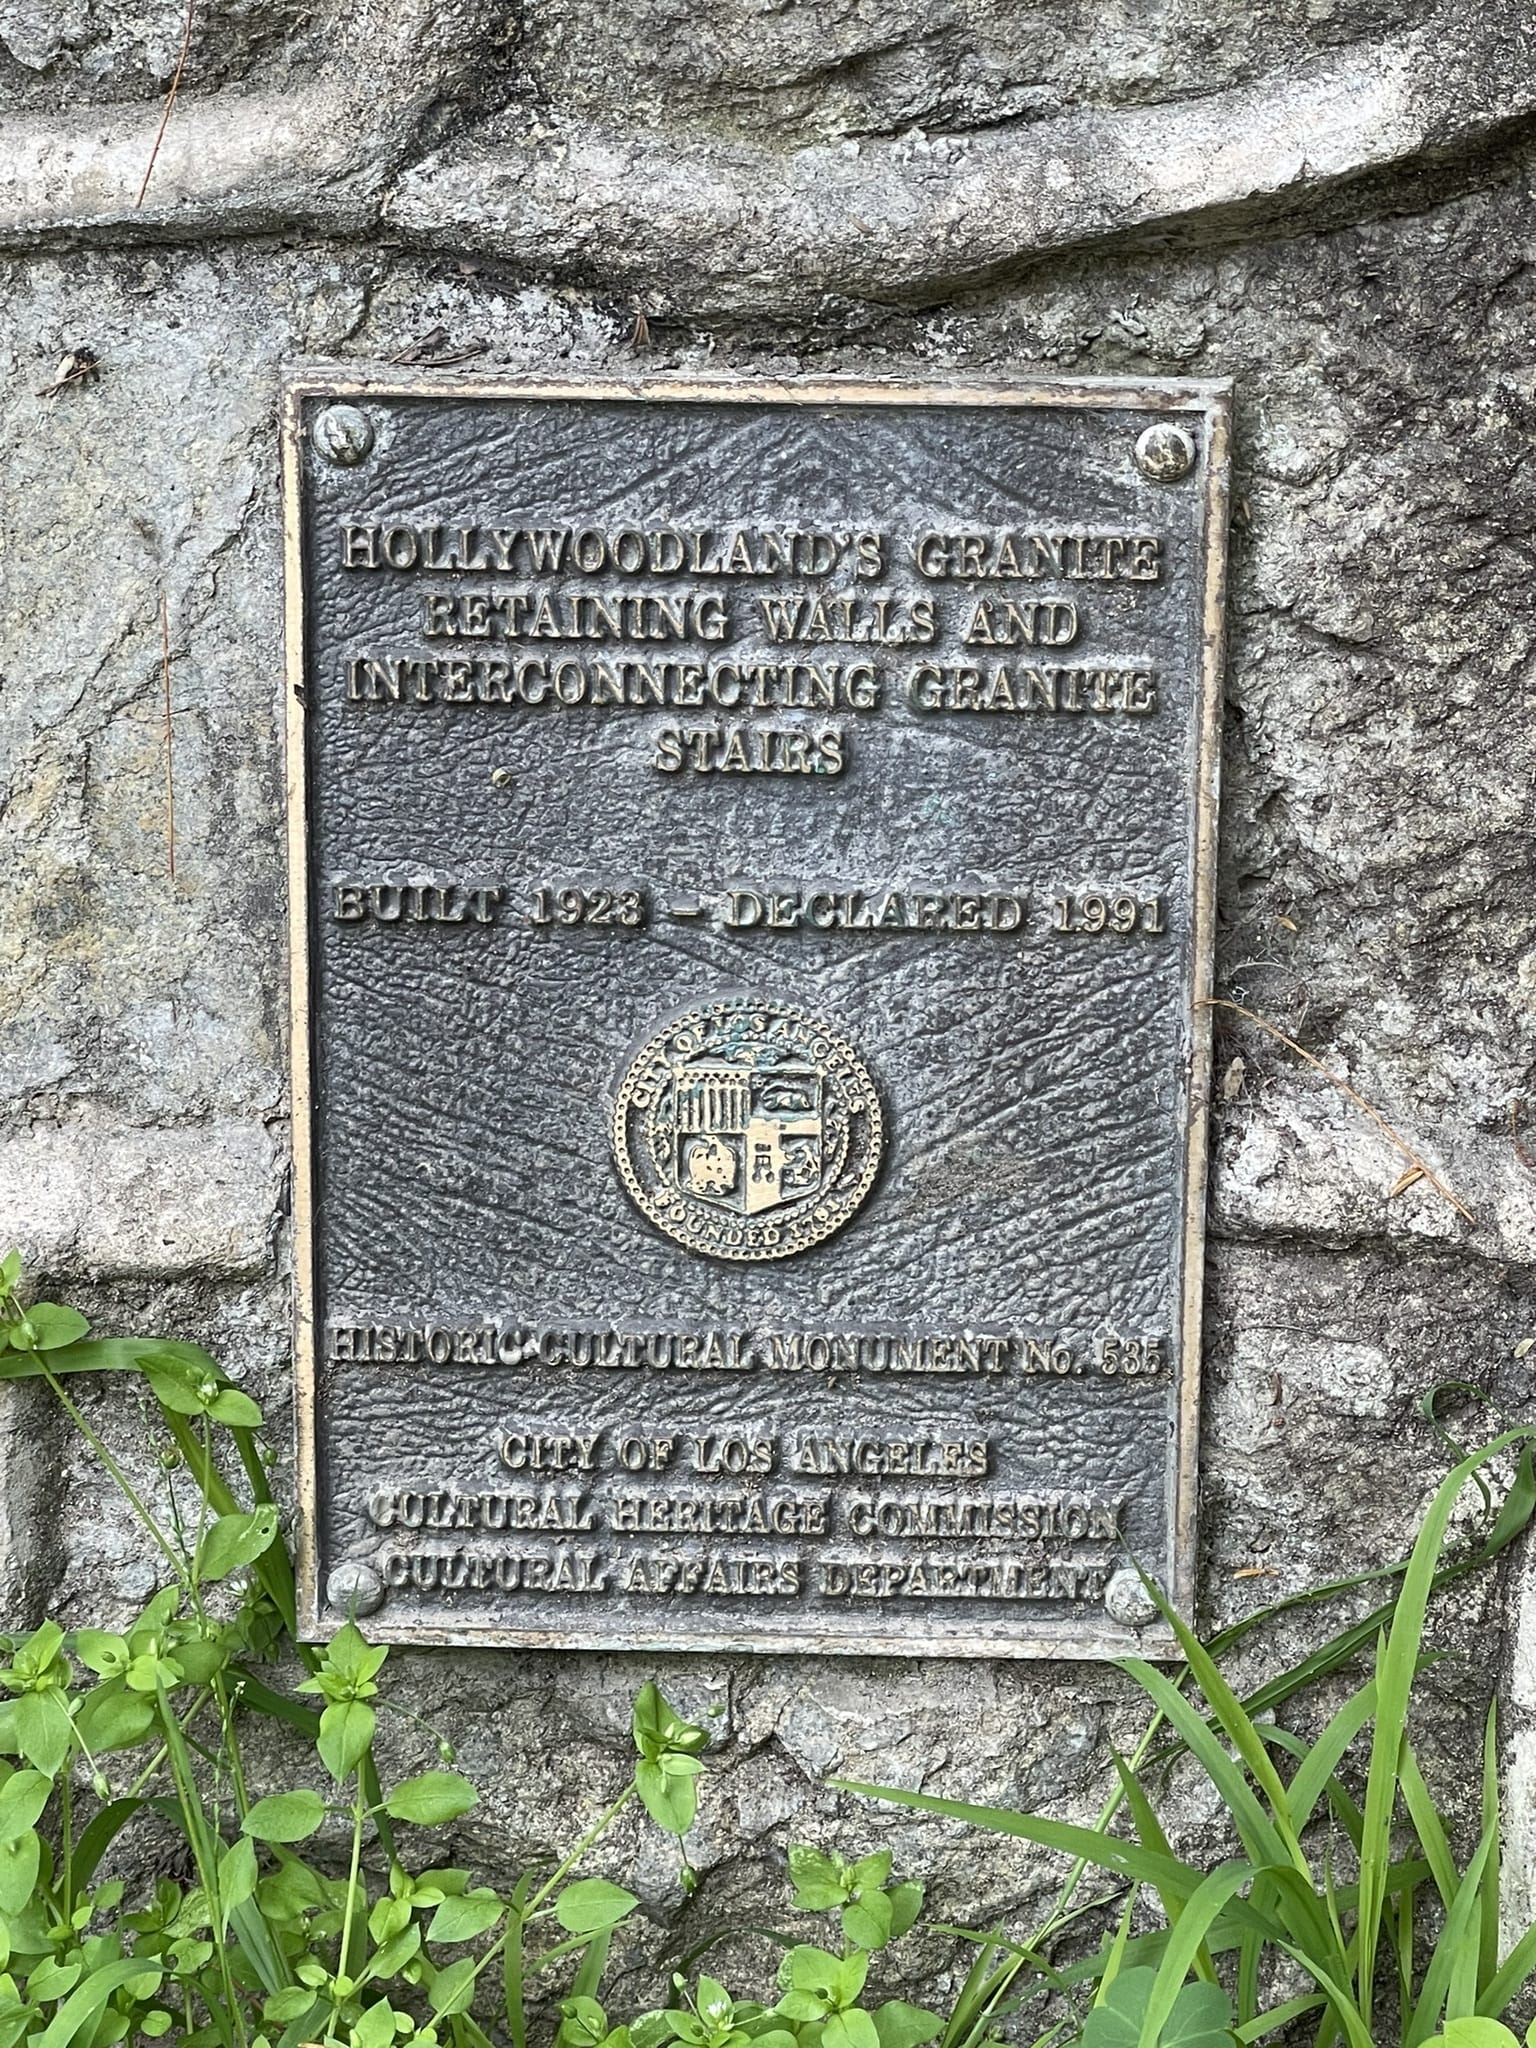 HOLLYWOODLAND'S GRANITE
RETAINING WALLS AND
INTERCONNECTING GRANITE
STAIRS
BUILT 1923 - DECLARED 1991
CITY OF LOS ANGELES
FOUNDED 1781
HISTORIC-CULTURAL MONUMENT No. 535
CITY OF LOS ANGELES
CULTURAL HERITAGE COMMISSION
CULTURAL AFFAIRS DEPARTMENT